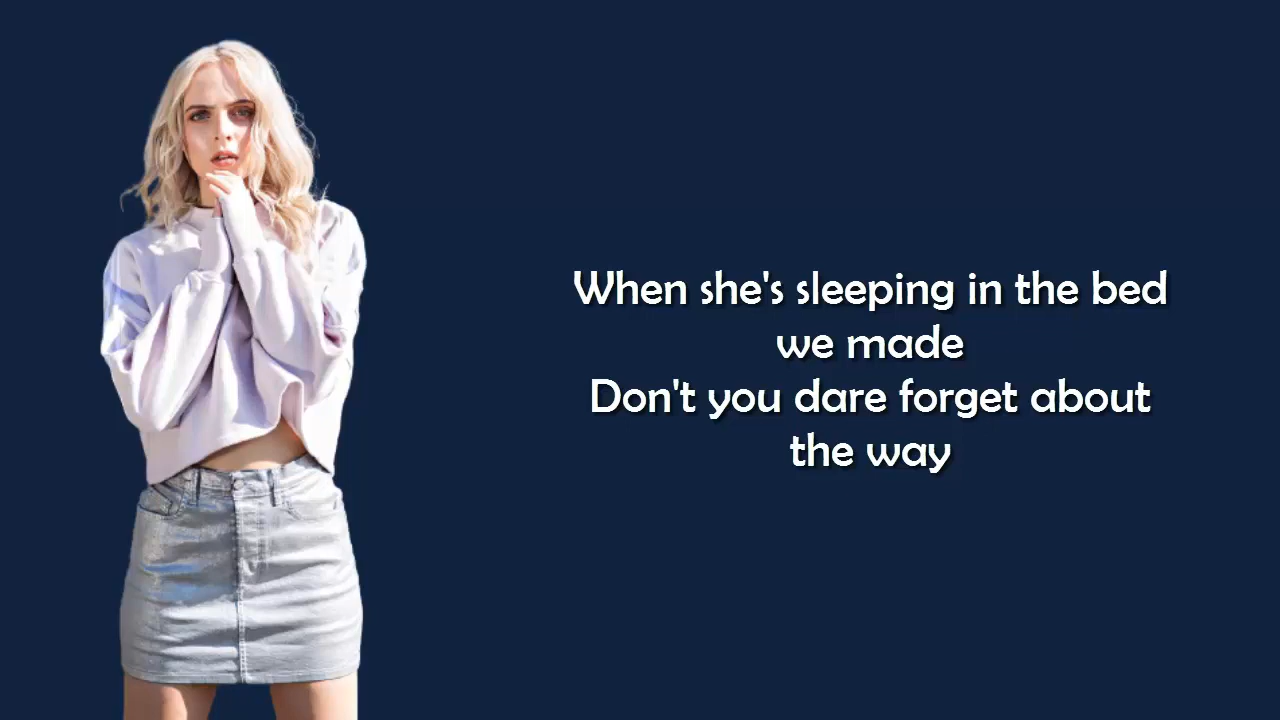 When she's sleeping in the bed
we made
Don't you dare forget about
the way